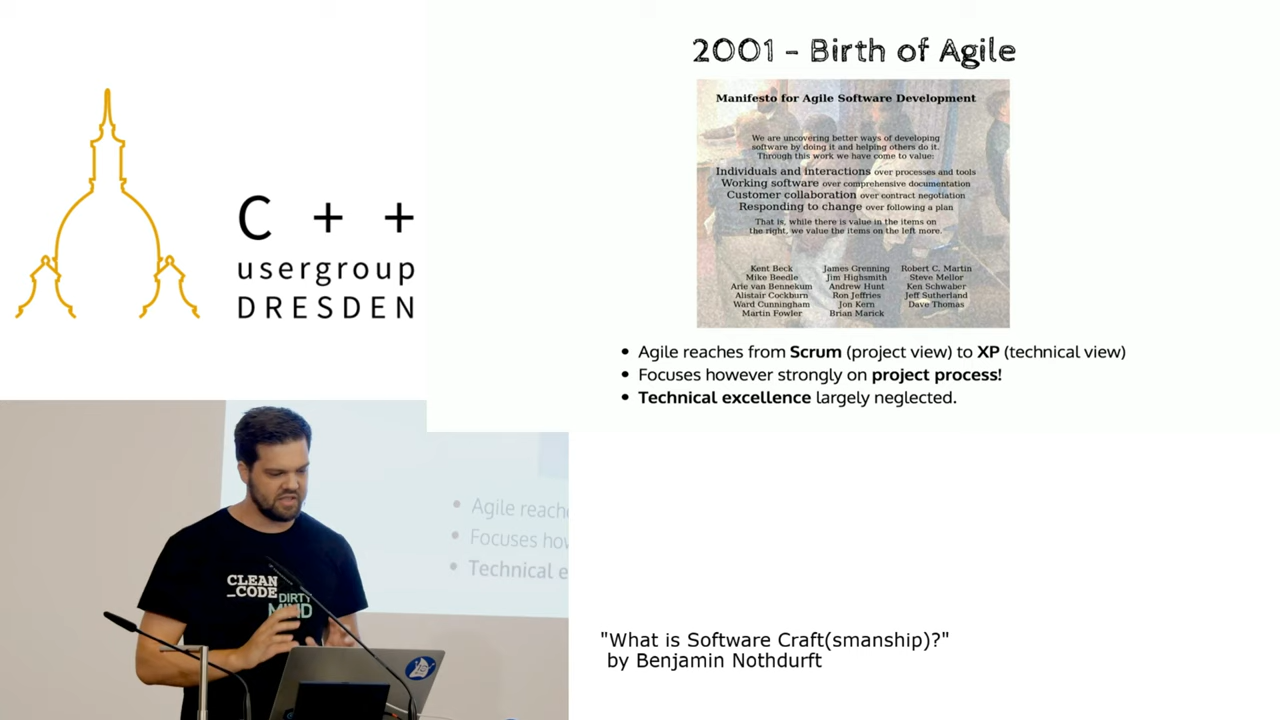 C + +
usergroup
DRESDEN
2001 - Birth of Agile
Manifesto for Agile Software Development
We are uncovering better ways of developing
software by doing it and helping others do it.
Through this work we have come to value:
Individuals and interactions over processes and tools
Working software over comprehensive documentation
Customer collaboration over contract negotiation
Responding to change over following a plan
That is, while there is value in the items on
the right, we value the items on the left more.
Kent Beck
Mike Beedle
Arie van Bennekum
Alistair Cockburn
Ward Cunningham
Martin Fowler
James Grenning
Jim Highsmith
Andrew Hunt
Ron Jeffries
Jon Kern
Brian Marick
Robert C. Martin
Steve Mellor
Ken Schwaber
Jeff Sutherland
Dave Thomas
• Agile reaches from Scrum (project view) to XP (technical view)
• Focuses however strongly on project process!
• Technical excellence largely neglected.
• Agile reach
• Focuses how
• Technical e
CLEAN
_CODE
DIRTY
MIND
"What is Software Craft(smanship)?"
by Benjamin Nothdurft